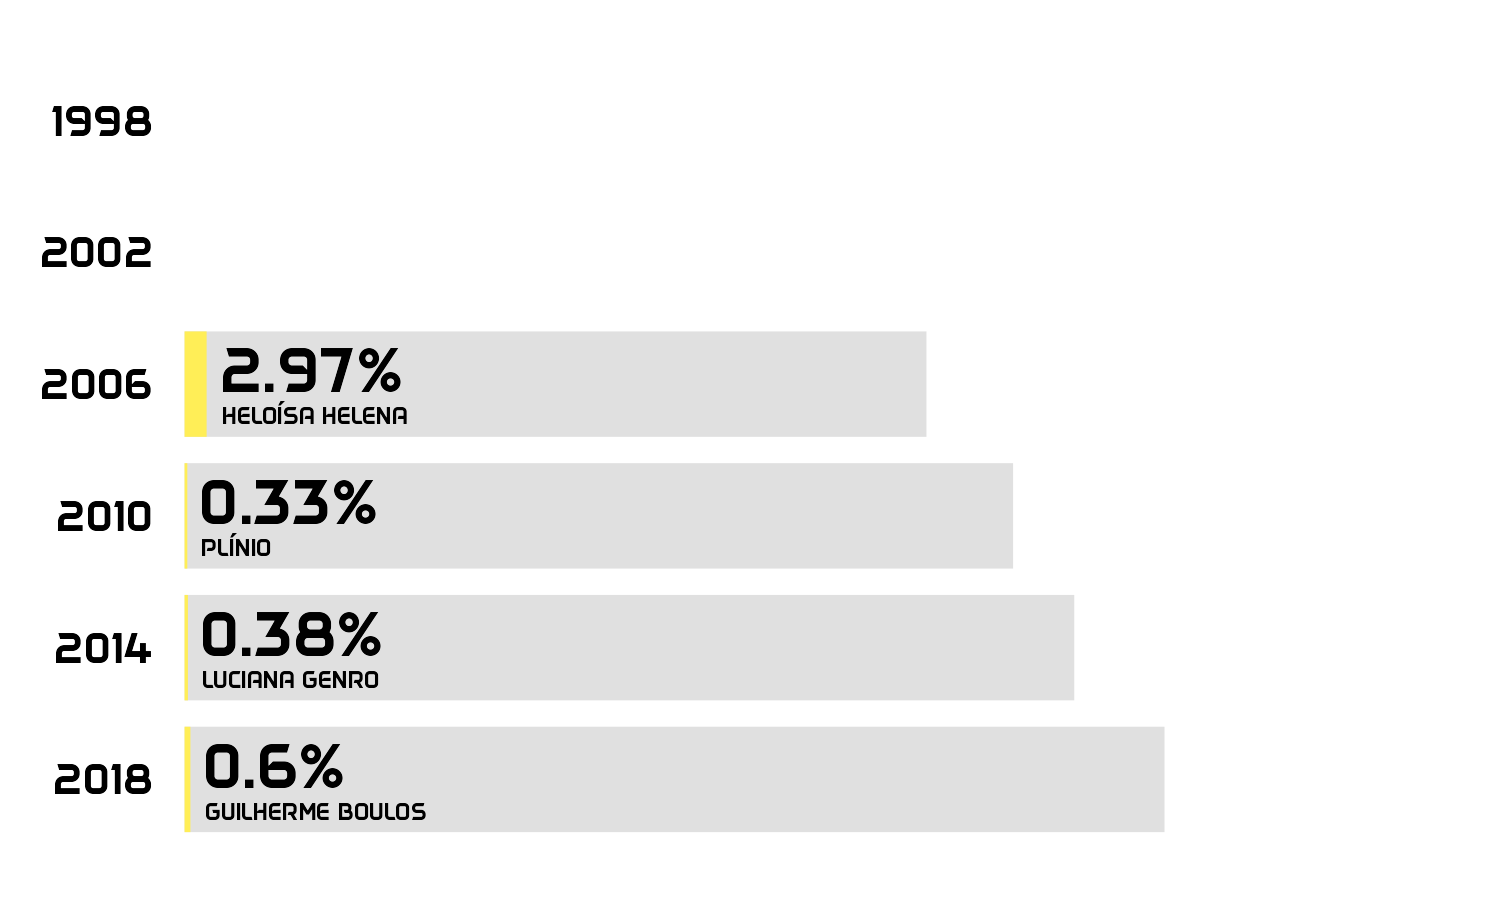 1998
2002
2006
2.97%
HELOÍSA HELENA
2010
0.33%
PLÍNIO
2014
0.38%
LUCIANA GENRO
2018
0.6%
GUILHERME BOULOS